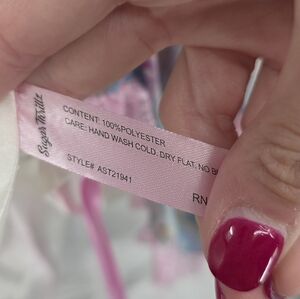 Sugar Thrillz
CONTENT: 100%POLYESTER
CARE: HAND WASH COLD, DRY FLAT, NO
STYLE# AST21941
RN